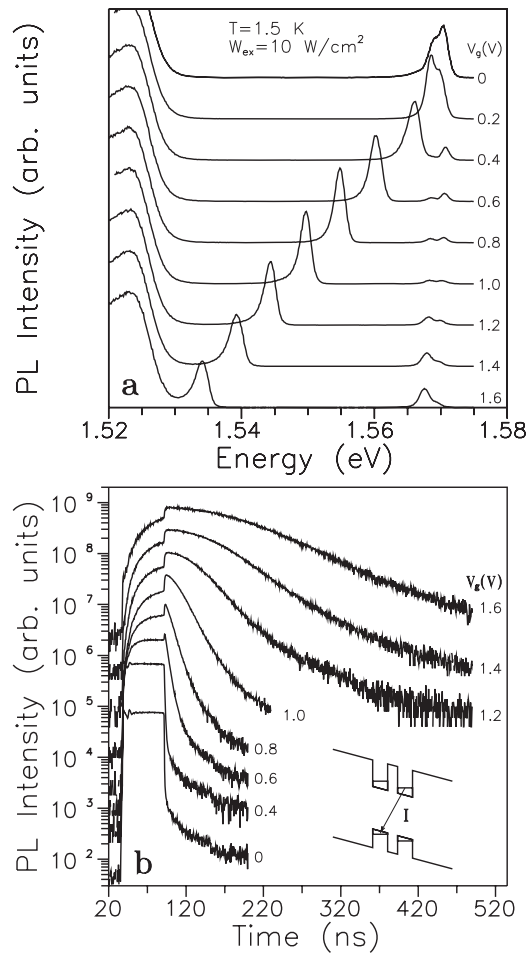 T=1.5 K
W_ex=10 W/cm²
V_g(V)
0
0.2
0.4
0.6
0.8
1.0
1.2
1.4
1.6
PL Intensity (arb. units)
a
1.52 1.54 1.56 1.58
Energy (eV)
10⁹
10⁸
10⁷
10⁶
10⁵
10⁴
10³
10²
PL Intensity (arb. units)
V_g(V)
1.6
1.4
1.2
1.0
0.8
0.6
0.4
0
I
b
20 120 220 320 420 520
Time (ns)